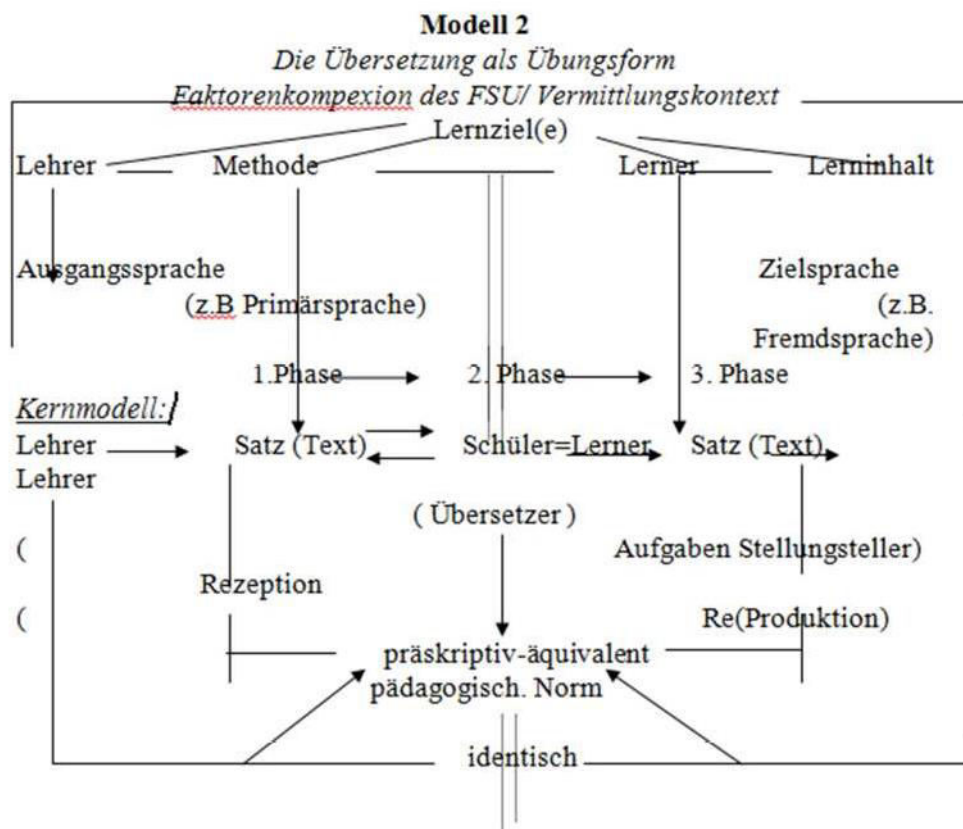 Modell 2
Die Übersetzung als Übungsform
Faktorenkompexion des FSU/ Vermittlungskontext
Lernziel(e)
Lehrer Methode Lerner Lerninhalt
Ausgangssprache Zielsprache
(z.B Primärsprache) (z.B.
Fremdsprache)
1.Phase 2. Phase 3. Phase
Kernmodell:
Lehrer Satz (Text) Schüler=Lerner Satz (Text)
Lehrer
( Übersetzer )
( Aufgaben Stellungsteller)
Rezeption
( Re(Produktion)
präskriptiv-äquivalent
pädagogisch. Norm
identisch